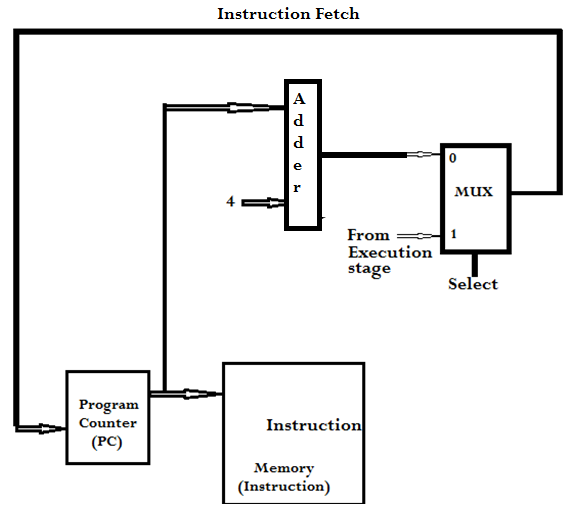 Instruction Fetch
A
d
d
e
r
0
MUX
4
From
1
Execution
stage
Select
Program
Counter
(PC)
Instruction
Memory
(Instruction)